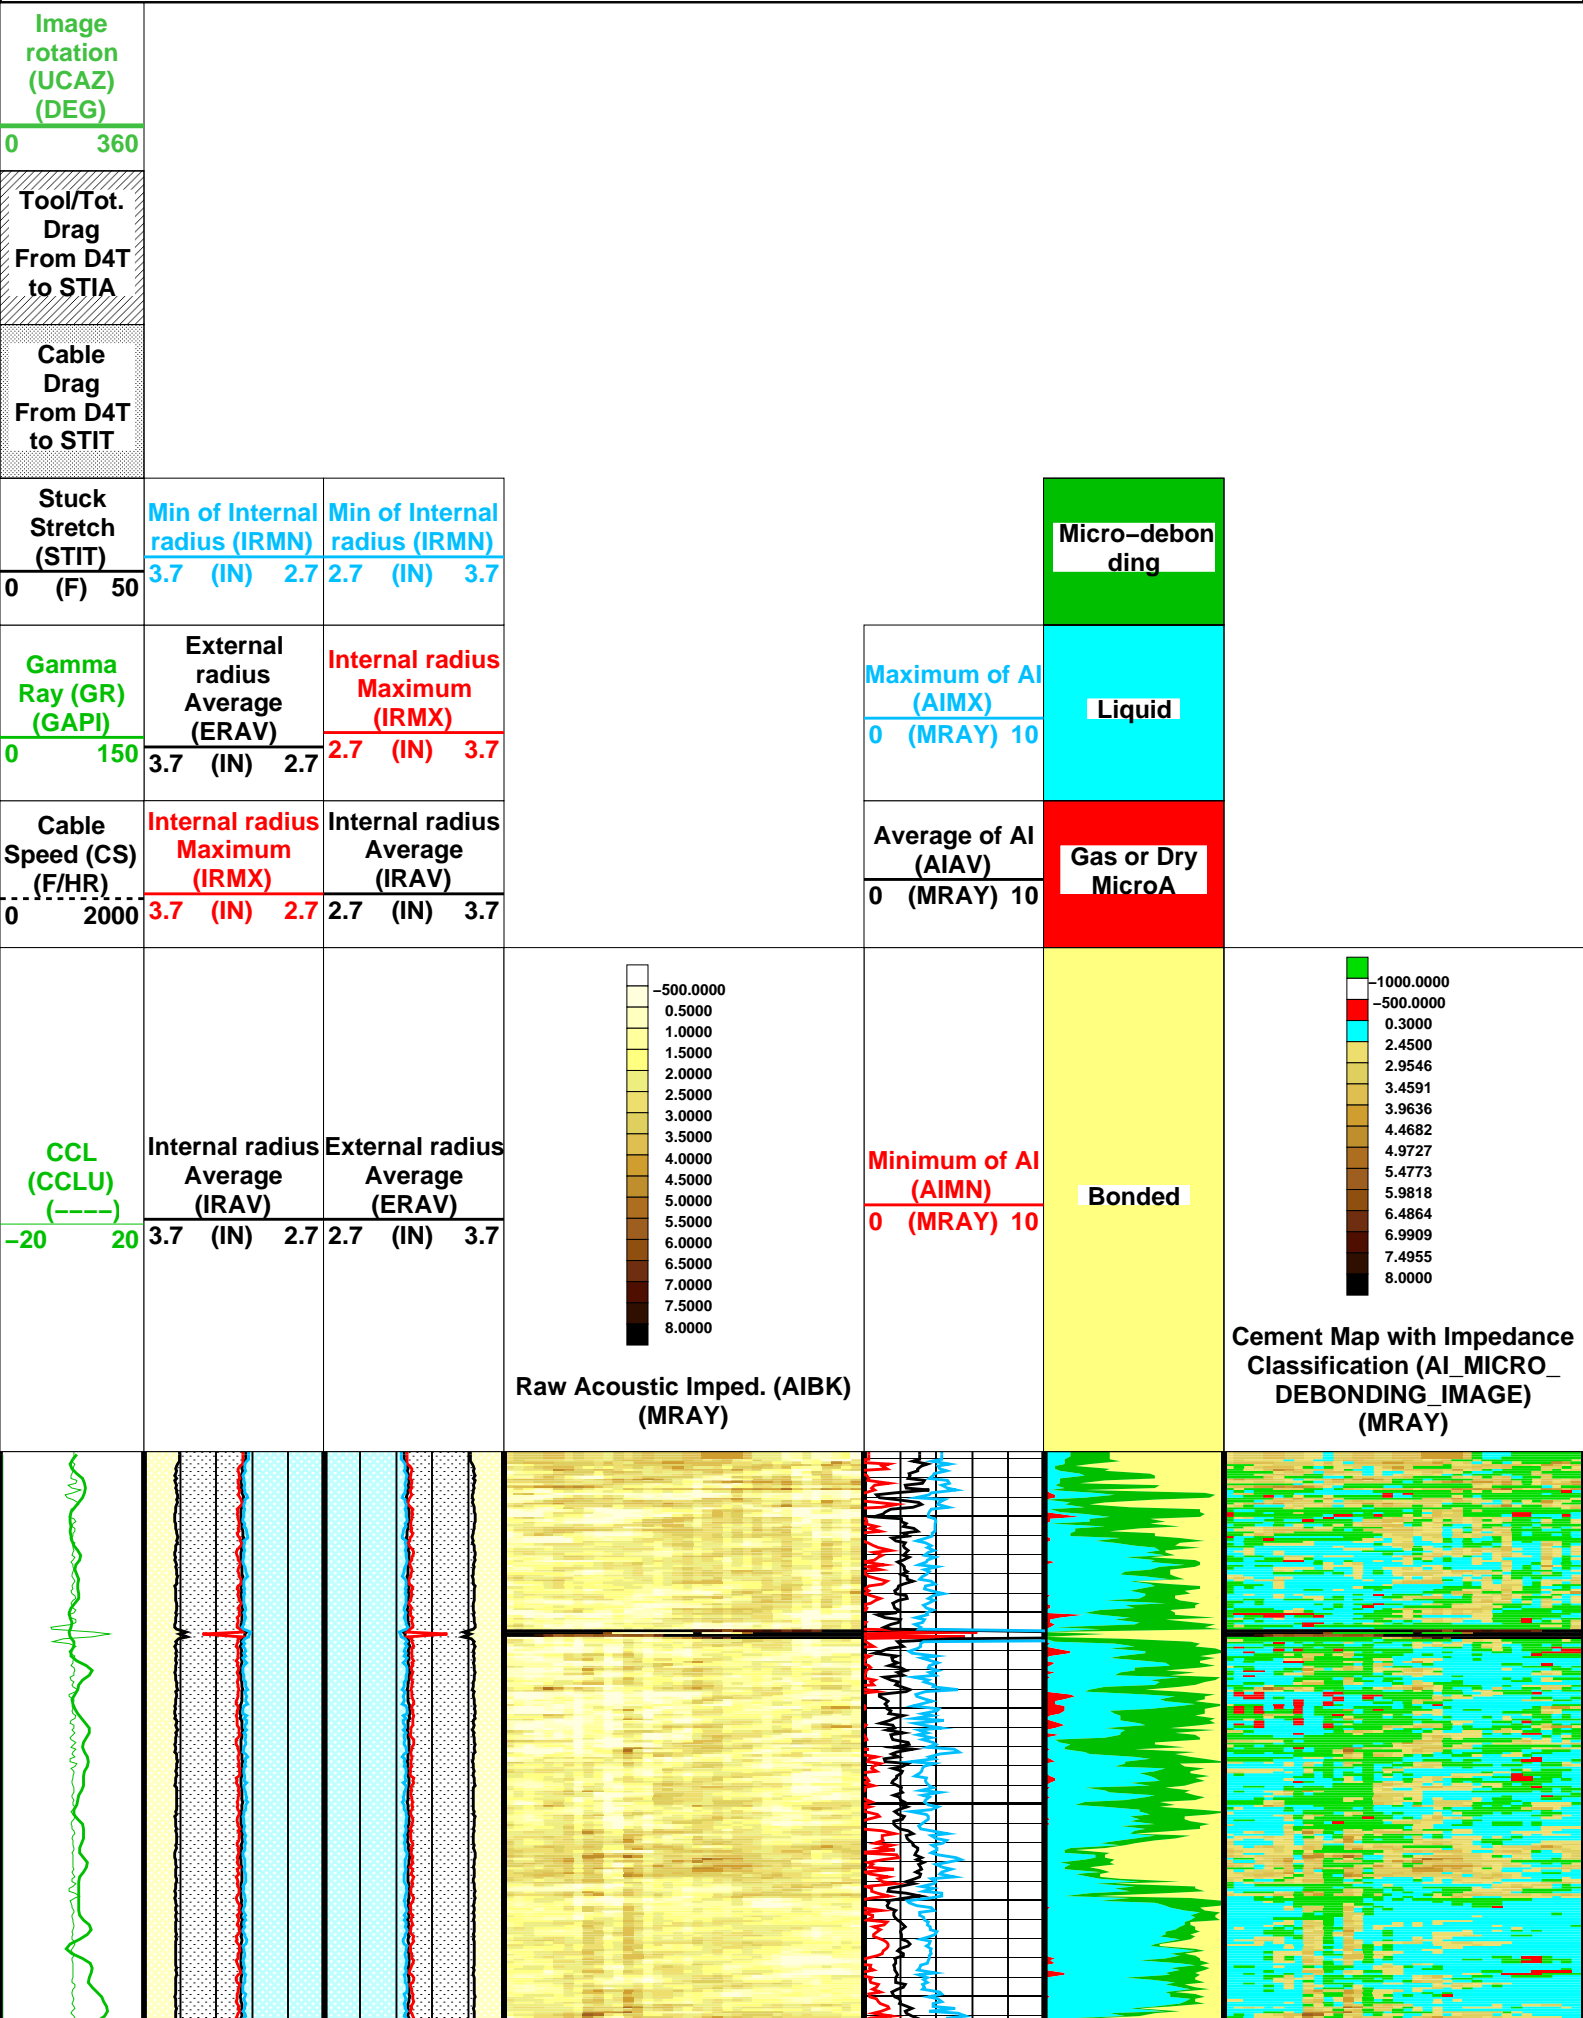 Image
rotation
(UCAZ)
(DEG)
0 360
Tool/Tot.
Drag
From D4T
to STIA
Cable
Drag
From D4T
to STIT
Stuck
Stretch
(STIT)
0 (F) 50
Min of Internal
radius (IRMN)
3.7 (IN) 2.7
Min of Internal
radius (IRMN)
2.7 (IN) 3.7
Micro−debon
ding
Gamma
Ray (GR)
(GAPI)
0 150
External
radius
Average
(ERAV)
3.7 (IN) 2.7
Internal radius
Maximum
(IRMX)
2.7 (IN) 3.7
Maximum of AI
(AIMX)
0 (MRAY) 10
Liquid
Cable
Speed (CS)
(F/HR)
0 2000
Internal radius
Maximum
(IRMX)
3.7 (IN) 2.7
Internal radius
Average
(IRAV)
2.7 (IN) 3.7
Average of AI
(AIAV)
0 (MRAY) 10
Gas or Dry
MicroA
CCL
(CCLU)
(−−−−)
−20 20
Internal radius
Average
(IRAV)
3.7 (IN) 2.7
External radius
Average
(ERAV)
2.7 (IN) 3.7
−500.0000
0.5000
1.0000
1.5000
2.0000
2.5000
3.0000
3.5000
4.0000
4.5000
5.0000
5.5000
6.0000
6.5000
7.0000
7.5000
8.0000
Raw Acoustic Imped. (AIBK)
(MRAY)
Minimum of AI
(AIMN)
0 (MRAY) 10
Bonded
−1000.0000
−500.0000
0.3000
2.4500
2.9546
3.4591
3.9636
4.4682
4.9727
5.4773
5.9818
6.4864
6.9909
7.4955
8.0000
Cement Map with Impedance
Classification (AI_MICRO_
DEBONDING_IMAGE)
(MRAY)